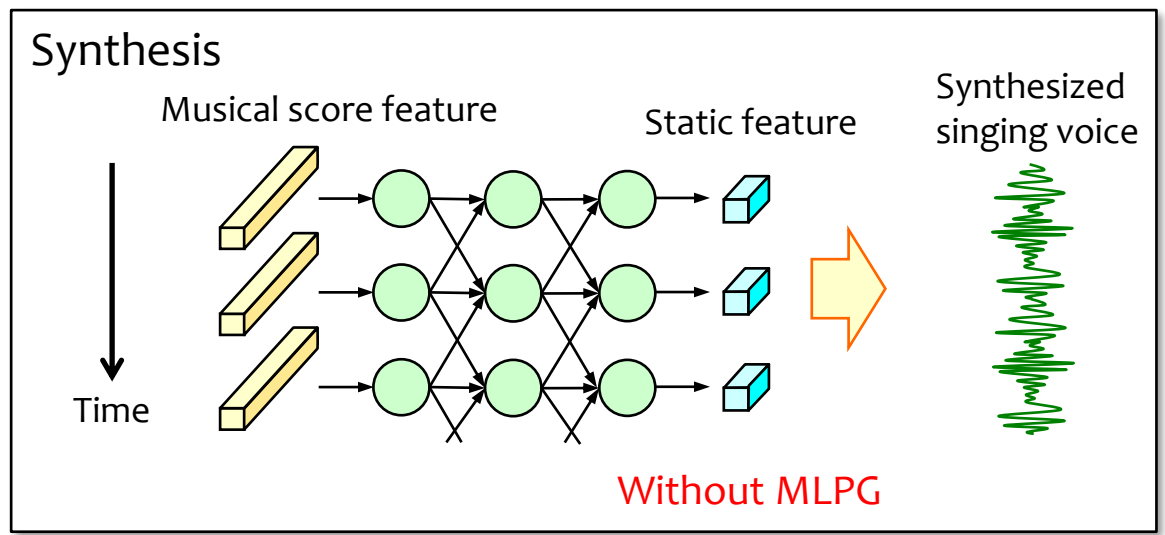 Synthesis
Musical score feature
Static feature
Synthesized
singing voice
Time
Without MLPG